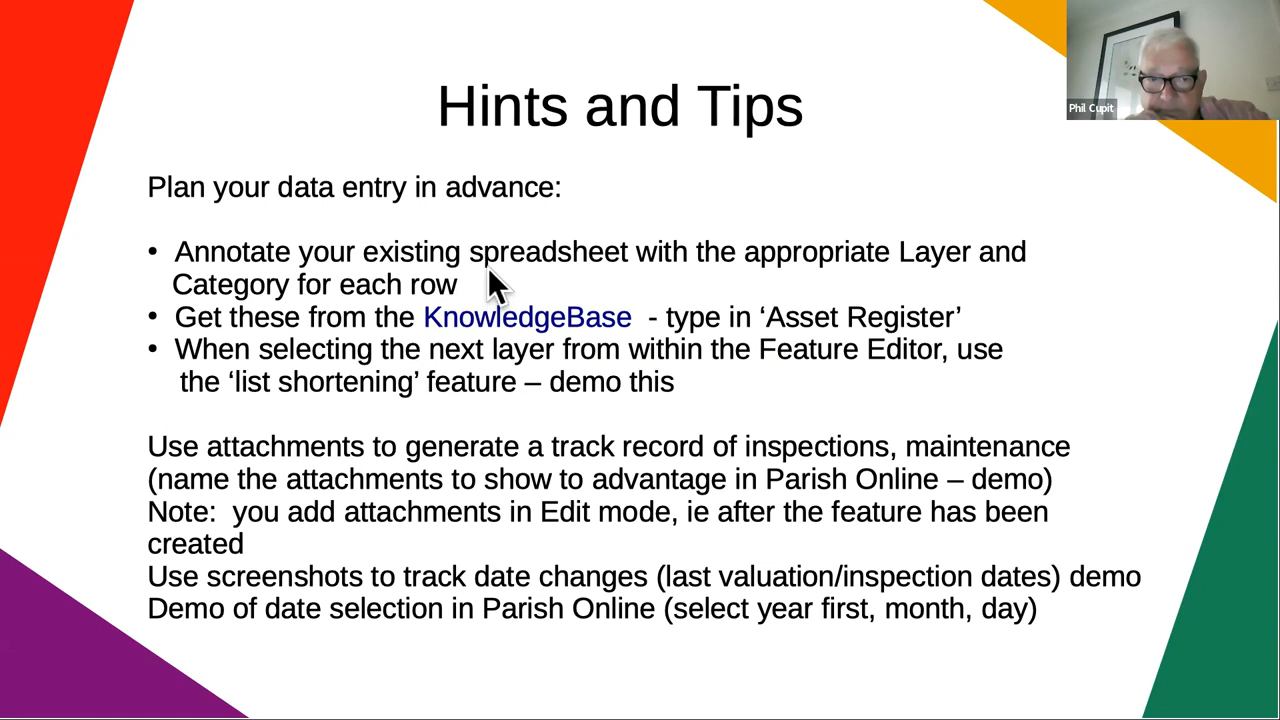 Hints and Tips
Phil Cupit
Plan your data entry in advance:
• Annotate your existing spreadsheet with the appropriate Layer and
Category for each row
• Get these from the KnowledgeBase - type in ‘Asset Register’
• When selecting the next layer from within the Feature Editor, use
the ‘list shortening’ feature – demo this
Use attachments to generate a track record of inspections, maintenance
(name the attachments to show to advantage in Parish Online – demo)
Note: you add attachments in Edit mode, ie after the feature has been
created
Use screenshots to track date changes (last valuation/inspection dates) demo
Demo of date selection in Parish Online (select year first, month, day)